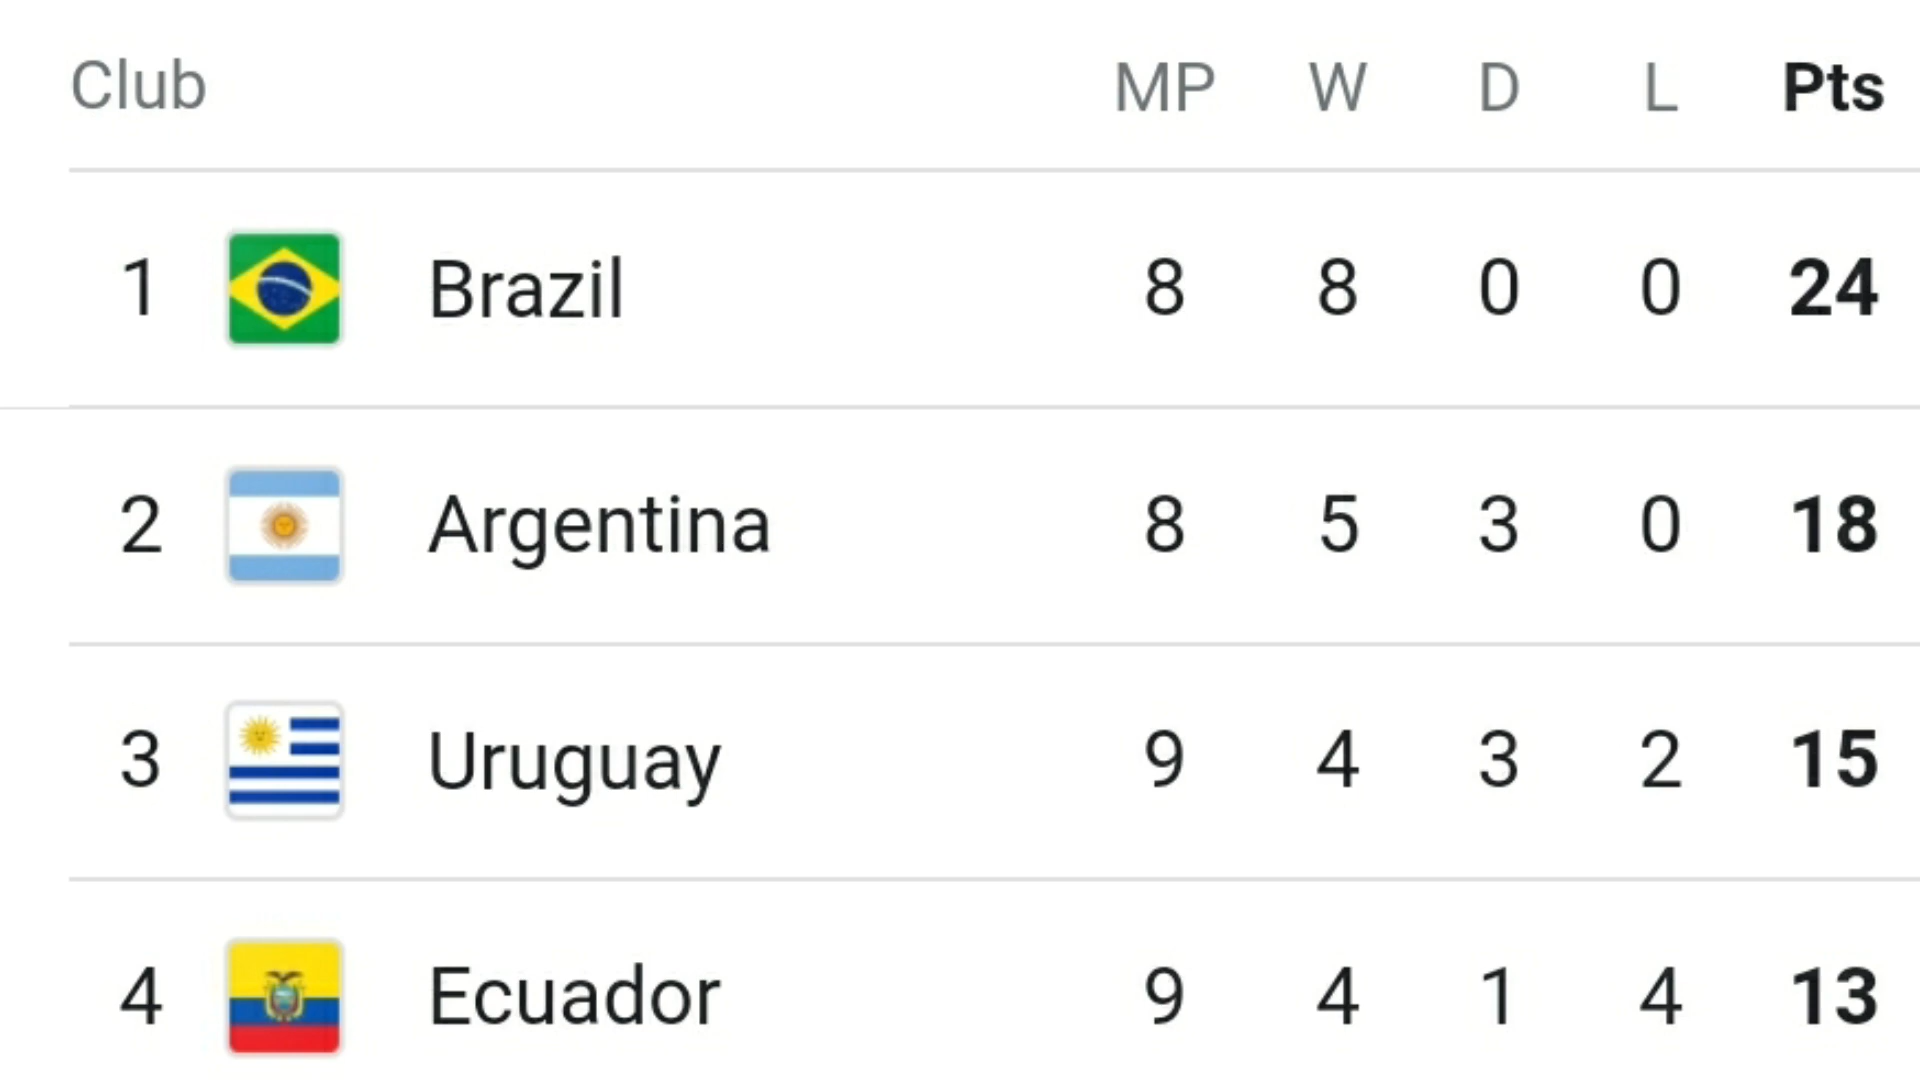 Club MP W D L Pts
1 Brazil 8 8 0 0 24
2 Argentina 8 5 3 0 18
3 Uruguay 9 4 3 2 15
4 Ecuador 9 4 1 4 13